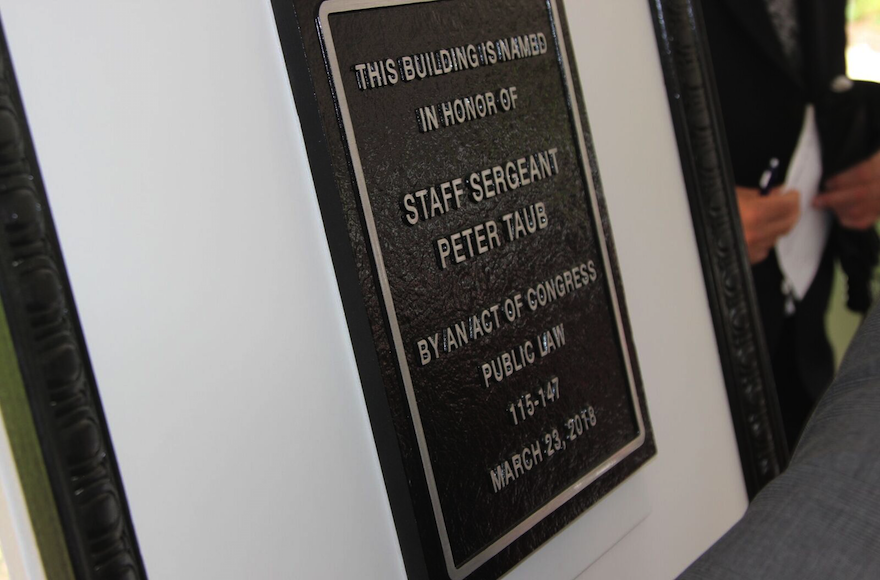 THIS BUILDING IS NAMED
IN HONOR OF
STAFF SERGEANT
PETER TAUB
BY AN ACT OF CONGRESS
PUBLIC LAW
115-147
MARCH 23, 2018